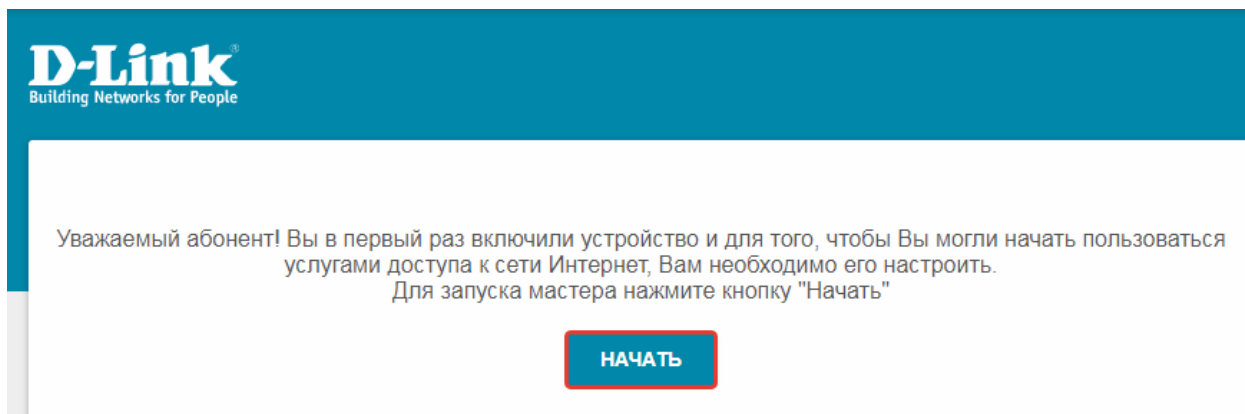 D-Link®
Building Networks for People
Уважаемый абонент! Вы в первый раз включили устройство и для того, чтобы Вы могли начать пользоваться
услугами доступа к сети Интернет, Вам необходимо его настроить.
Для запуска мастера нажмите кнопку "Начать"
НАЧАТЬ